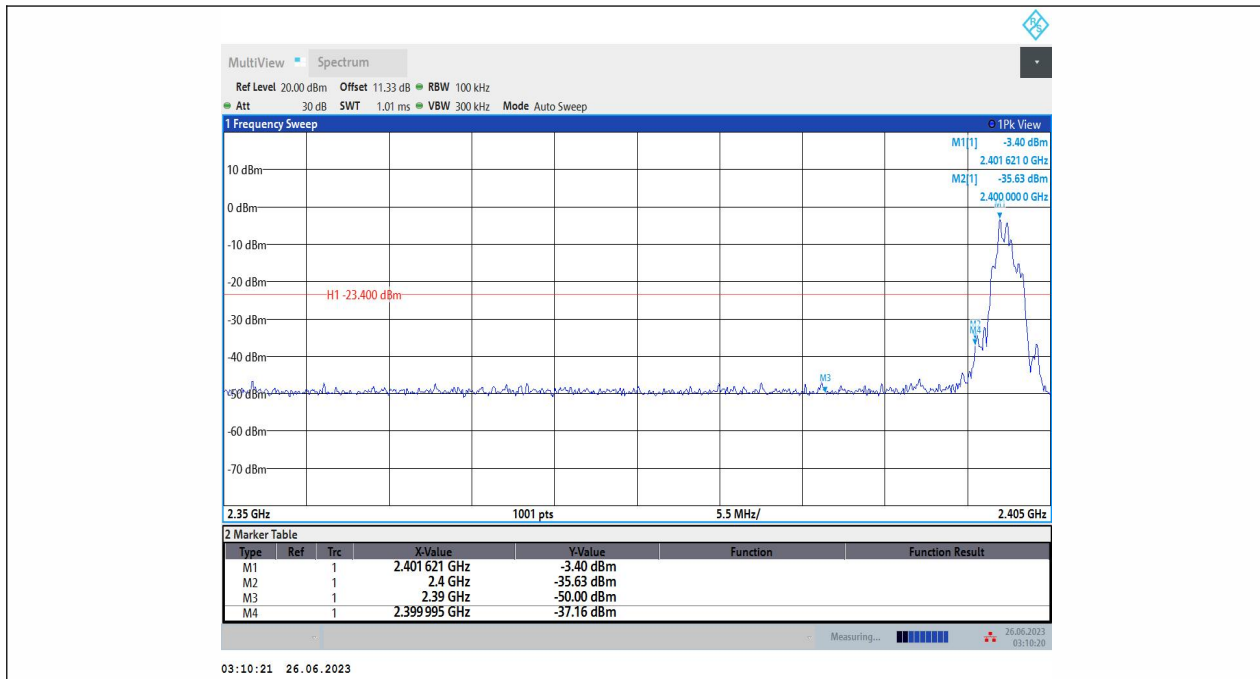 R S
MultiView Spectrum
Ref Level 20.00 dBm Offset 11.33 dB RBW 100 kHz
Att 30 dB SWT 1.01 ms VBW 300 kHz Mode Auto Sweep
1 Frequency Sweep 1Pk View
M1[1] -3.40 dBm
2.401 621 0 GHz
10 dBm
M2[1] -35.63 dBm
2.400 000 0 GHz
0 dBm
M1
-10 dBm
-20 dBm
H1 -23.400 dBm
-30 dBm
M4
-40 dBm
M3
-50 dBm
-60 dBm
-70 dBm
2.35 GHz 1001 pts 5.5 MHz/ 2.405 GHz
2 Marker Table
Type Ref Trc X-Value Y-Value Function Function Result
M1 1 2.401 621 GHz -3.40 dBm
M2 1 2.4 GHz -35.63 dBm
M3 1 2.39 GHz -50.00 dBm
M4 1 2.399 995 GHz -37.16 dBm
Measuring... 26.06.2023
03:10:20
03:10:21 26.06.2023